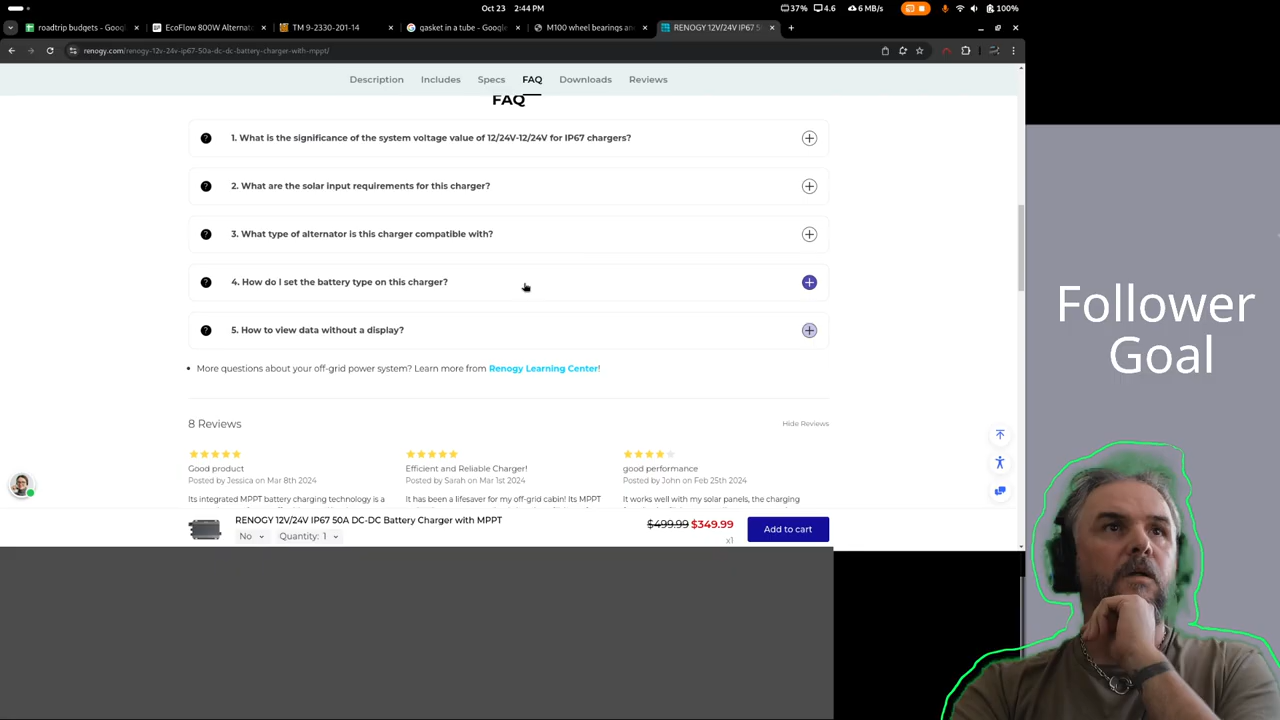 Oct 23 2:44 PM
37% 4.6 6 MB/s 100%
roadtrip budgets - Goog
EcoFlow 800W Alternat
TM 9-2330-201-14
gasket in a tube - Google
M100 wheel bearings an
RENOGY 12V/24V IP67 5
renogy.com/renogy-12v-24v-ip67-50a-dc-dc-battery-charger-with-mppt/
Description Includes Specs FAQ Downloads Reviews
FAQ
1. What is the significance of the system voltage value of 12/24V-12/24V for IP67 chargers?
2. What are the solar input requirements for this charger?
3. What type of alternator is this charger compatible with?
4. How do I set the battery type on this charger?
5. How to view data without a display?
More questions about your off-grid power system? Learn more from Renogy Learning Center!
8 Reviews
Hide Reviews
Good product
Posted by Jessica on Mar 8th 2024
Its integrated MPPT battery charging technology is a
Efficient and Reliable Charger!
Posted by Sarah on Mar 1st 2024
It has been a lifesaver for my off-grid cabin! Its MPPT
good performance
Posted by John on Feb 25th 2024
It works well with my solar panels, the charging
RENOGY 12V/24V IP67 50A DC-DC Battery Charger with MPPT
No
Quantity: 1
$499.99 $349.99
x1
Add to cart
Follower
Goal